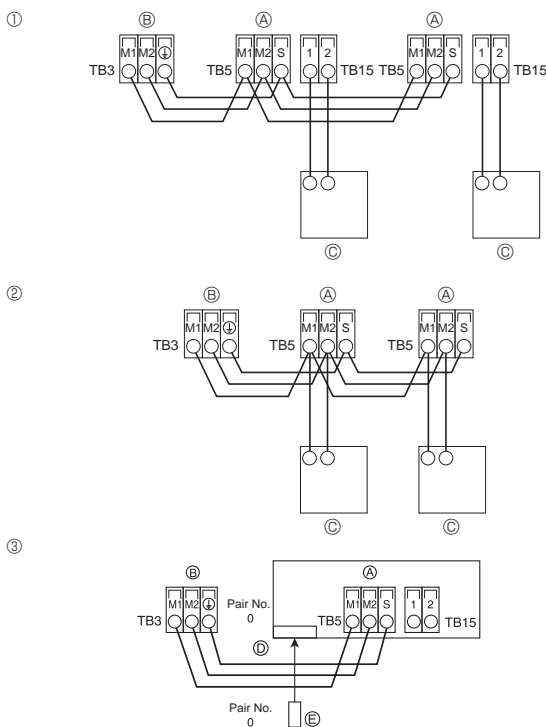 ①
Ⓑ Ⓐ Ⓐ
M1 M2 ⏚ M1 M2 S 1 2 M1 M2 S 1 2
TB3 TB5 TB15 TB5 TB15
Ⓒ Ⓒ
②
Ⓑ Ⓐ Ⓐ
M1 M2 ⏚ M1 M2 S M1 M2 S
TB3 TB5 TB5
Ⓒ Ⓒ
③
Ⓑ Ⓐ
M1 M2 ⏚ Pair No. M1 M2 S 1 2
TB3 0 TB5 TB15
Ⓓ
Pair No.
0 Ⓔ